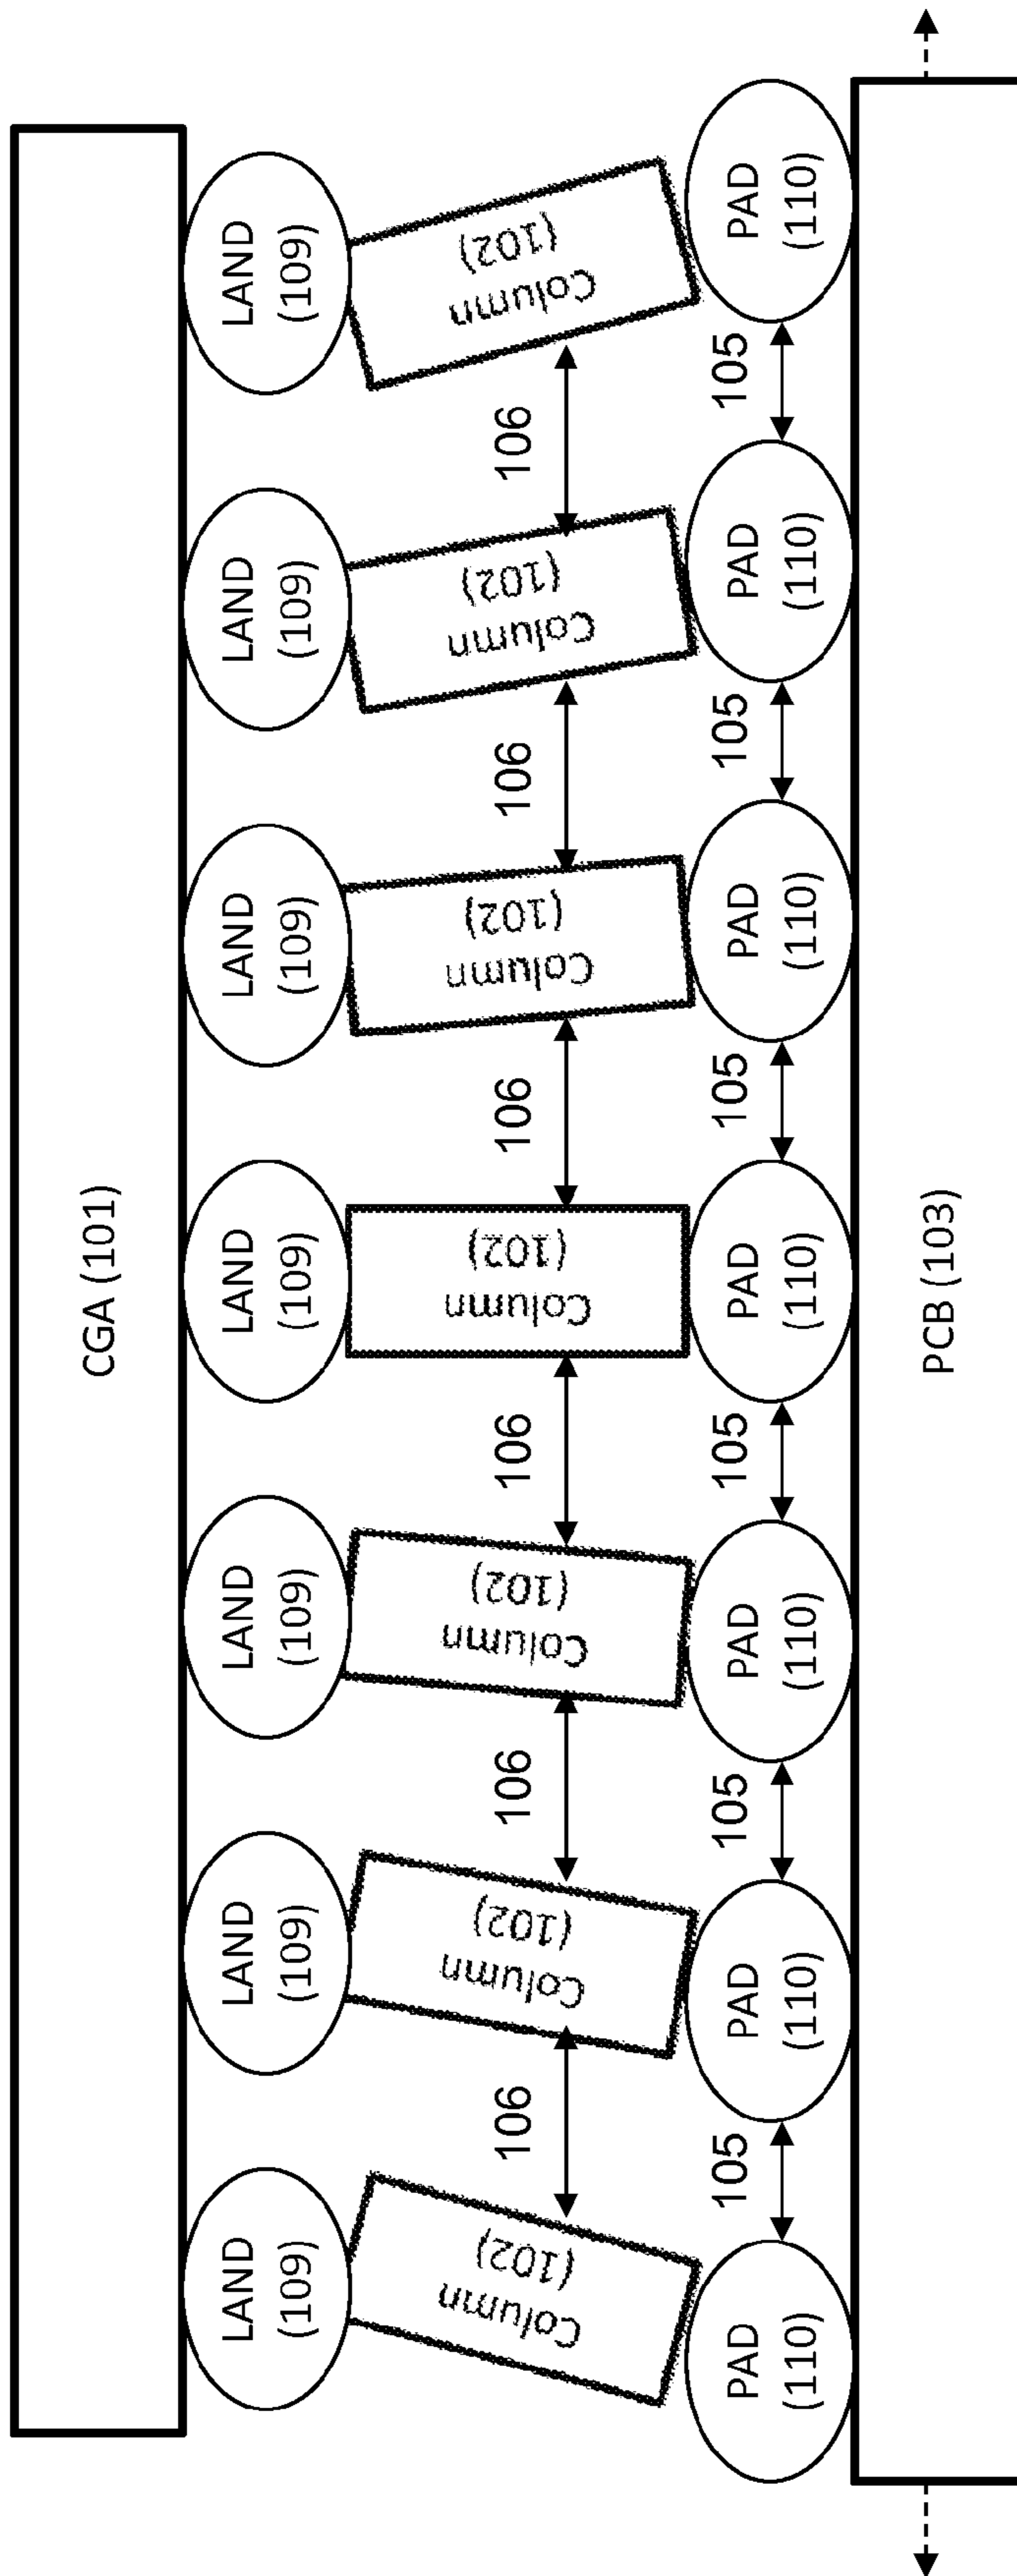 CGA (101)
LAND
(109)
LAND
(109)
LAND
(109)
LAND
(109)
LAND
(109)
LAND
(109)
LAND
(109)
Column
(102)
106
Column
(102)
106
Column
(102)
106
Column
(102)
106
Column
(102)
106
Column
(102)
106
Column
(102)
PAD
(110)
105
PAD
(110)
105
PAD
(110)
105
PAD
(110)
105
PAD
(110)
105
PAD
(110)
105
PAD
(110)
PCB (103)